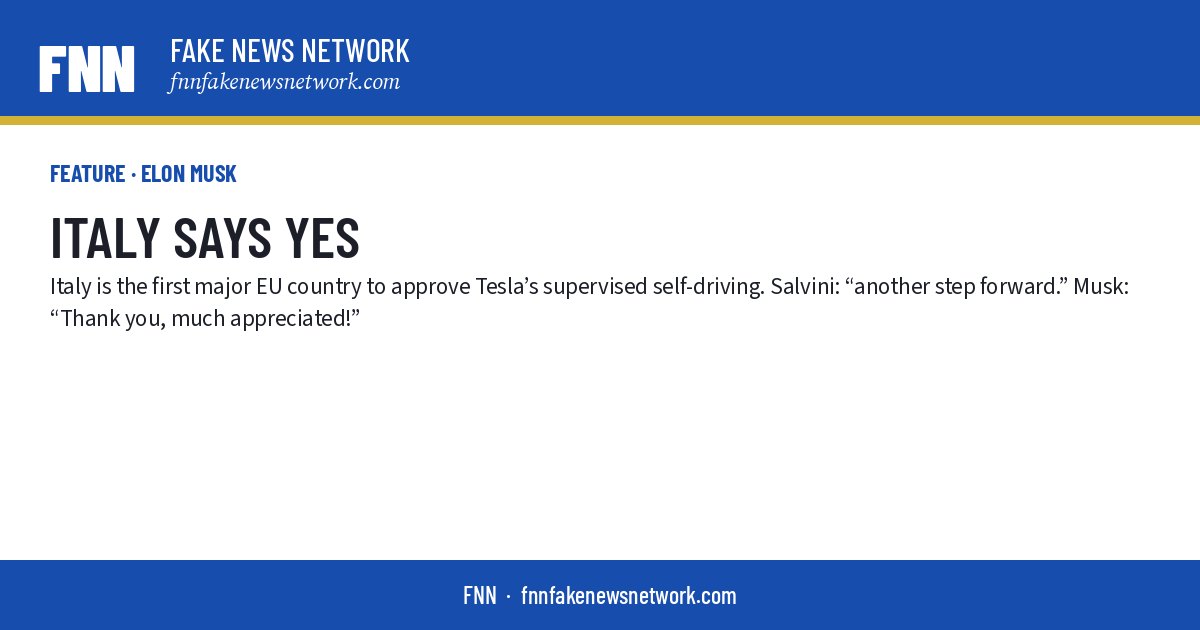 FNN
FAKE NEWS NETWORK
fnnfakenewsnetwork.com
FEATURE · ELON MUSK
ITALY SAYS YES
Italy is the first major EU country to approve Tesla’s supervised self-driving. Salvini: “another step forward.” Musk:
“Thank you, much appreciated!”
FNN · fnnfakenewsnetwork.com